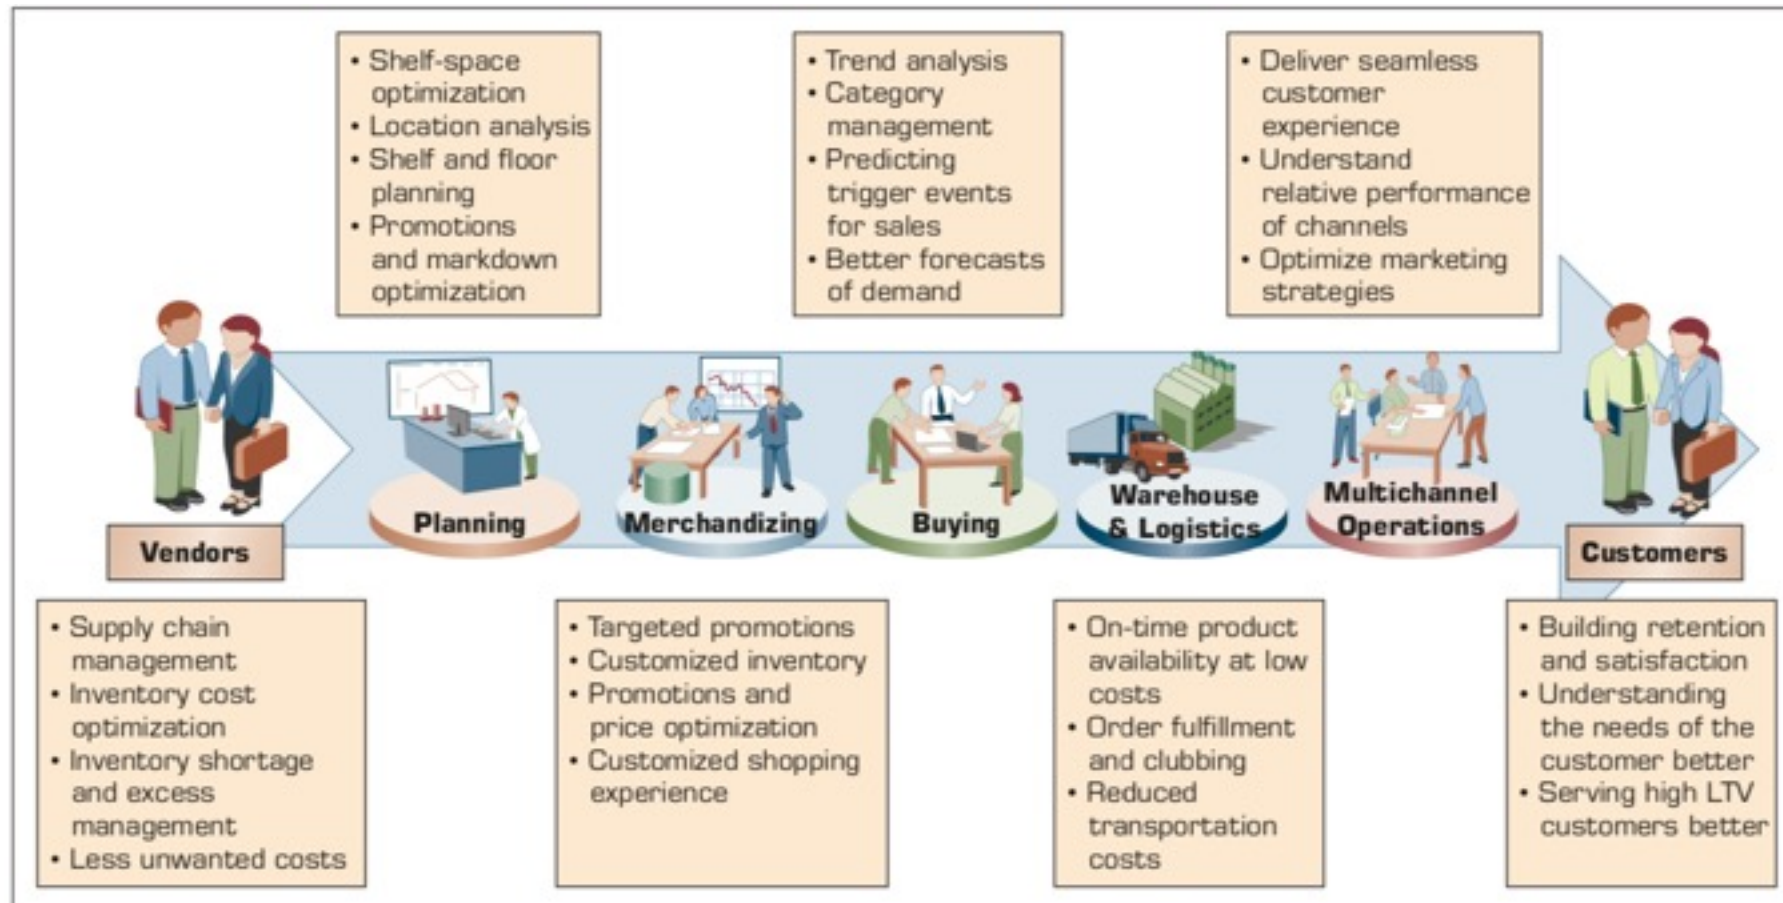 • Shelf-space
optimization
• Location analysis
• Shelf and floor
planning
• Promotions
and markdown
optimization
• Trend analysis
• Category
management
• Predicting
trigger events
for sales
• Better forecasts
of demand
• Deliver seamless
customer
experience
• Understand
relative performance
of channels
• Optimize marketing
strategies
Vendors
Planning
Merchandizing
Buying
Warehouse
& Logistics
Multichannel
Operations
Customers
• Supply chain
management
• Inventory cost
optimization
• Inventory shortage
and excess
management
• Less unwanted costs
• Targeted promotions
• Customized inventory
• Promotions and
price optimization
• Customized shopping
experience
• On-time product
availability at low
costs
• Order fulfillment
and clubbing
• Reduced
transportation
costs
• Building retention
and satisfaction
• Understanding
the needs of the
customer better
• Serving high LTV
customers better